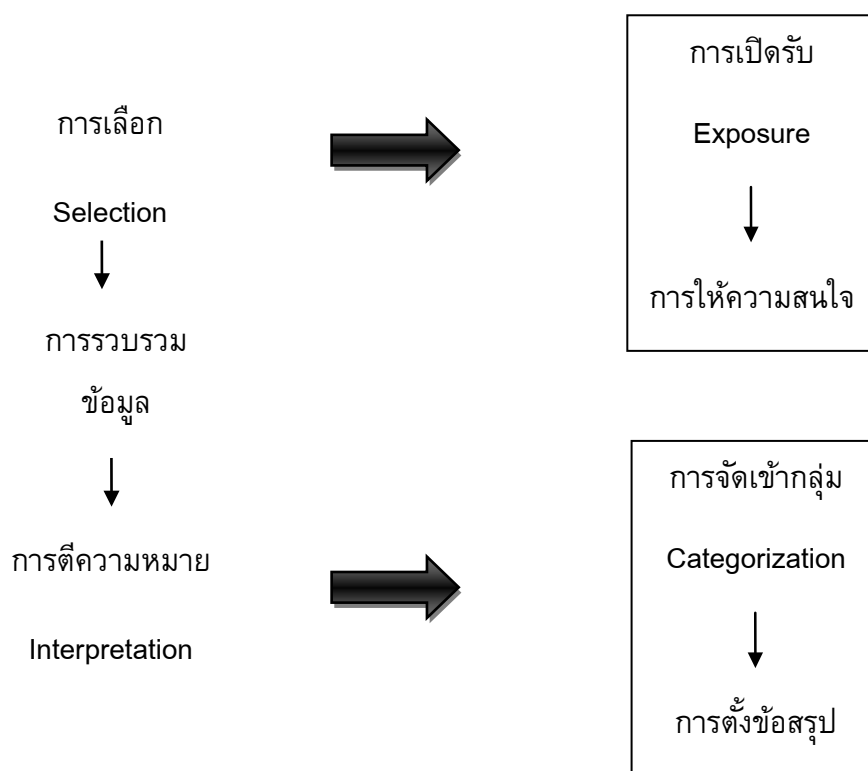 การเลือก
Selection
การรวบรวม
ข้อมูล
การตีความหมาย
Interpretation
การเปิดรับ
Exposure
การให้ความสนใจ
การจัดเข้ากลุ่ม
Categorization
การตั้งข้อสรุป